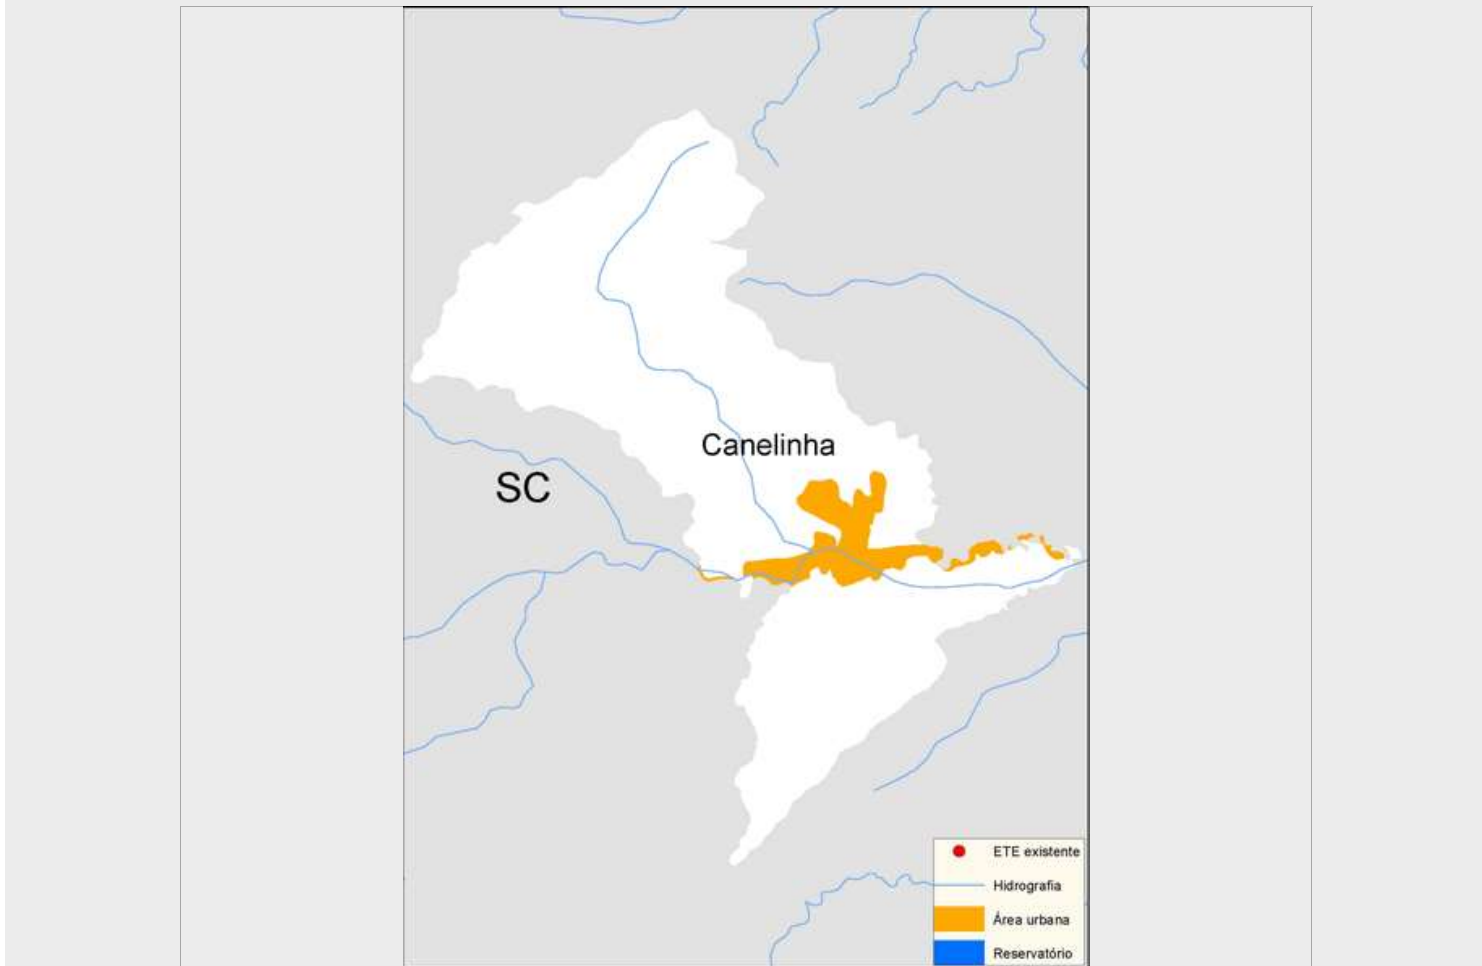 Canelinha
SC
ETE existente
Hidrografia
Área urbana
Reservatório